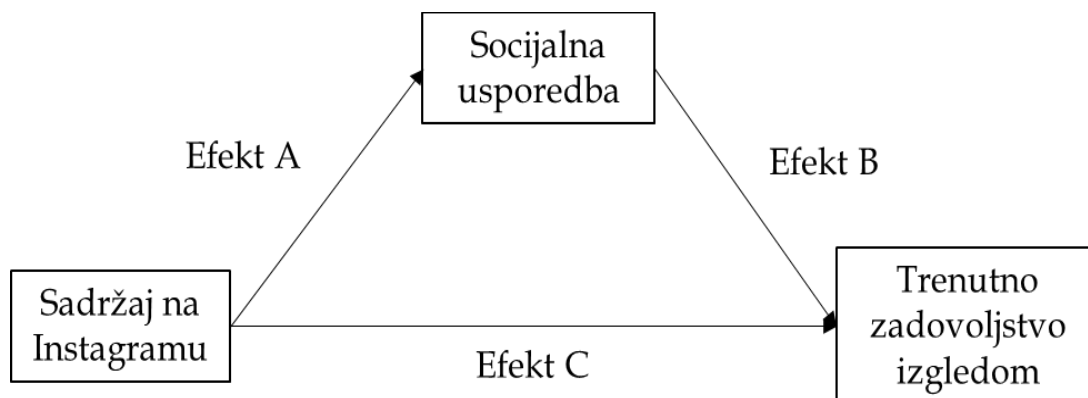 Socijalna
usporedba
Efekt A
Efekt B
Sadržaj na
Instagramu
Efekt C
Trenutno
zadovoljstvo
izgledom